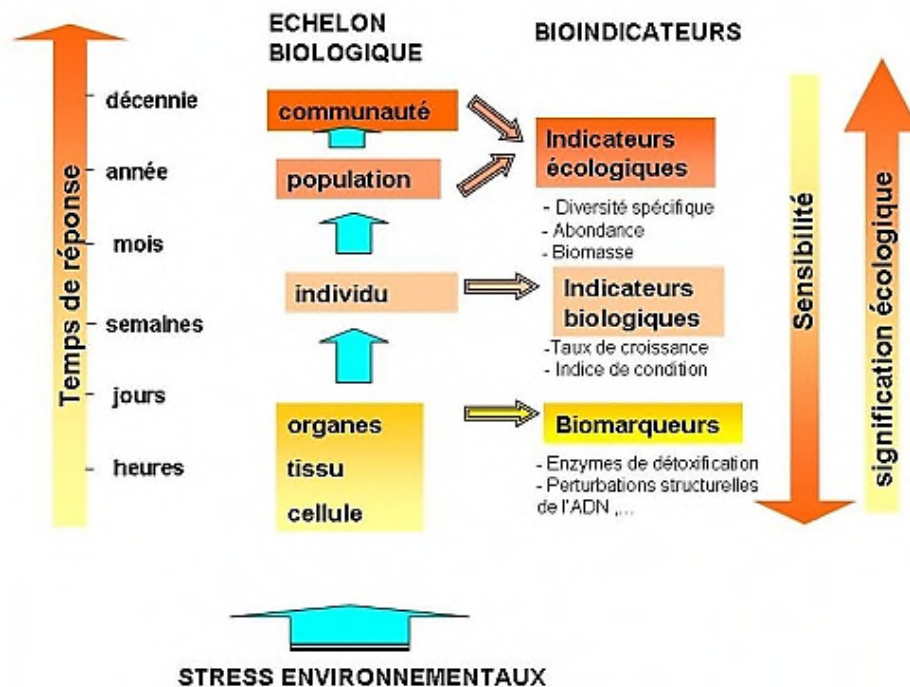 ECHELON
BIOLOGIQUE
BIOINDICATEURS
Temps de réponse
décennie
année
mois
semaines
jours
heures
communauté
population
individu
organes
tissu
cellule
Indicateurs
écologiques
- Diversité spécifique
- Abondance
- Biomasse
Indicateurs
biologiques
-Taux de croissance
- Indice de condition
Biomarqueurs
- Enzymes de détoxification
- Perturbations structurelles
de l'ADN ,...
Sensibilité
signification écologique
STRESS ENVIRONNEMENTAUX